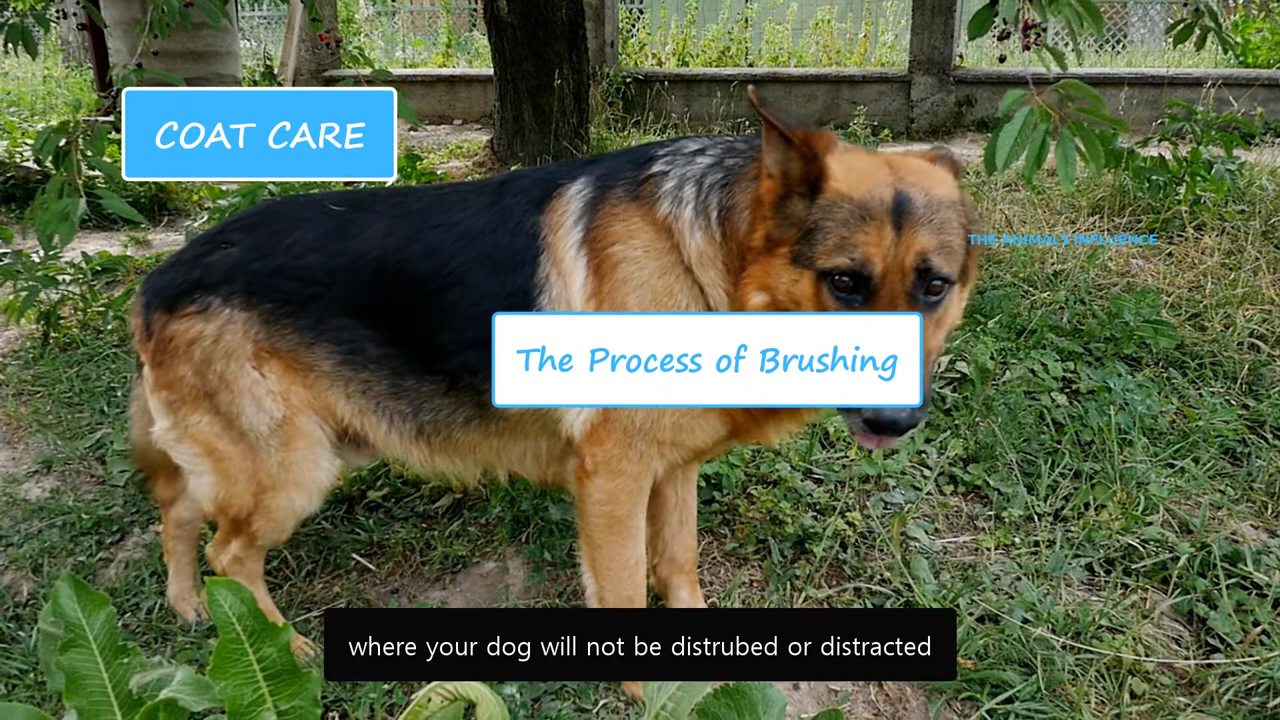 COAT CARE
THE ANIMALS INFLUENCE
The Process of Brushing
where your dog will not be distrubed or distracted